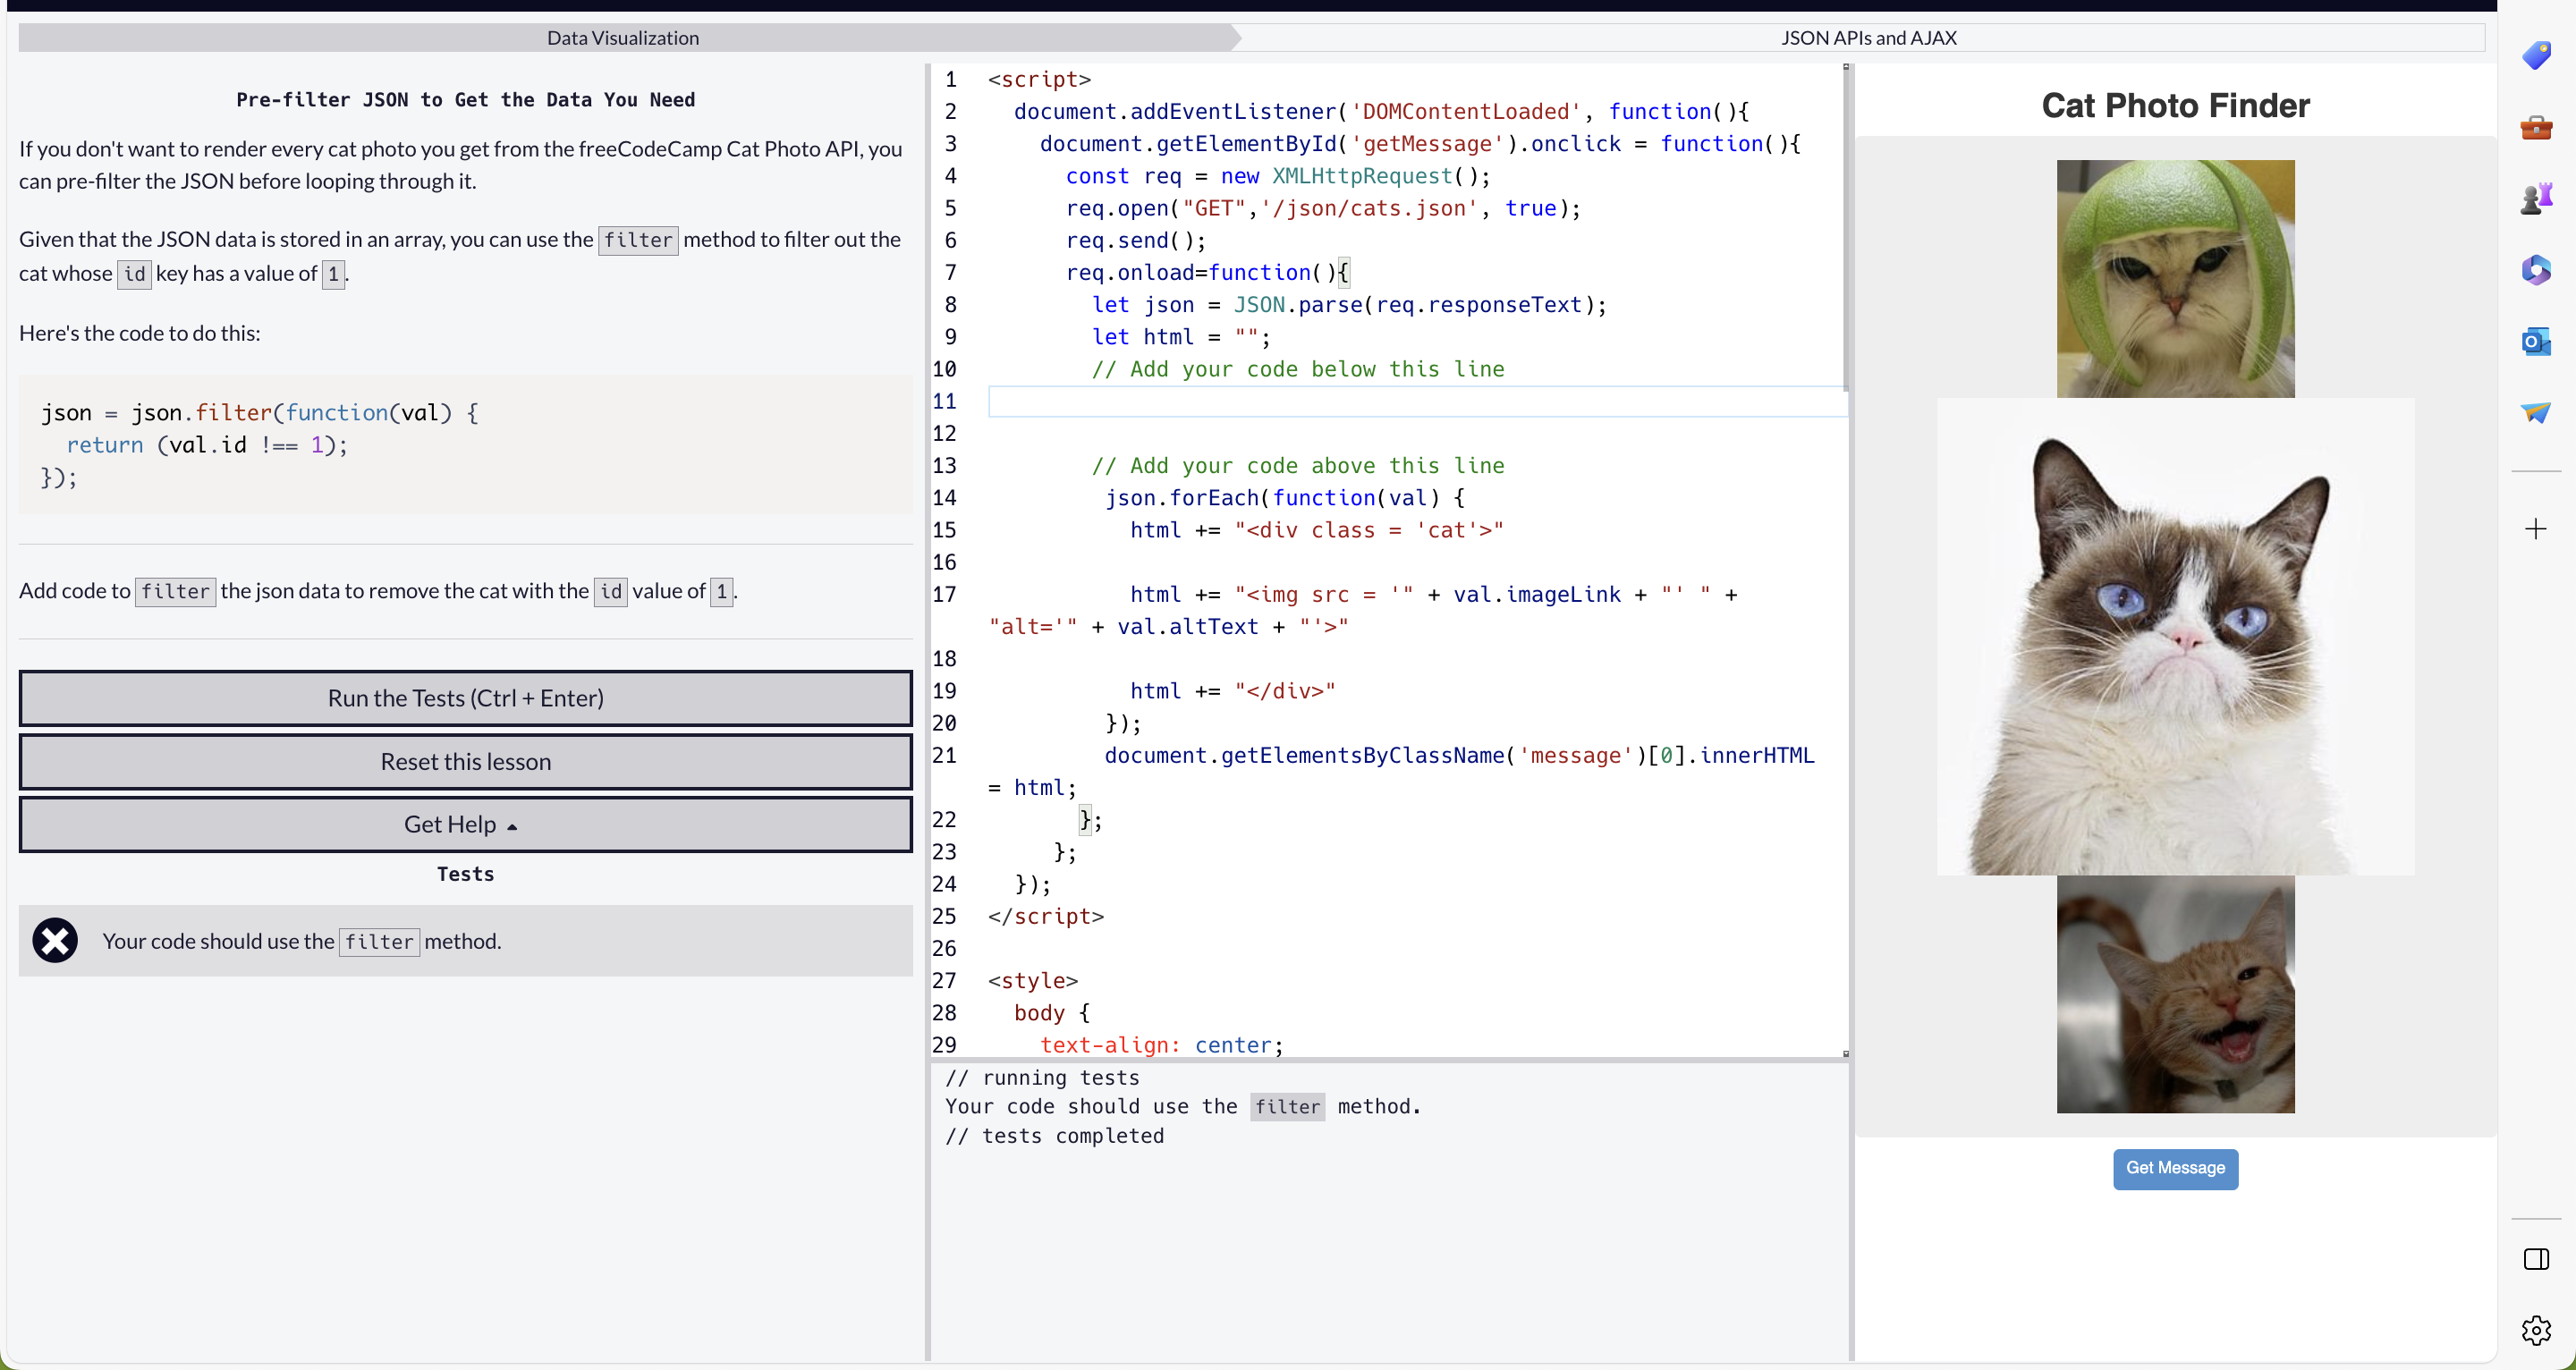 Data Visualization
JSON APIs and AJAX
Pre-filter JSON to Get the Data You Need
If you don't want to render every cat photo you get from the freeCodeCamp Cat Photo API, you
can pre-filter the JSON before looping through it.
Given that the JSON data is stored in an array, you can use the filter method to filter out the
cat whose id key has a value of 1.
Here's the code to do this:
json = json.filter(function(val) {
  return (val.id !== 1);
});
Add code to filter the json data to remove the cat with the id value of 1.
Run the Tests (Ctrl + Enter)
Reset this lesson
Get Help
Tests
Your code should use the filter method.
1 <script>
2   document.addEventListener('DOMContentLoaded', function(){
3     document.getElementById('getMessage').onclick = function(){
4       const req = new XMLHttpRequest();
5       req.open("GET",'/json/cats.json', true);
6       req.send();
7       req.onload=function(){
8         let json = JSON.parse(req.responseText);
9         let html = "";
10         // Add your code below this line
11
12
13         // Add your code above this line
14          json.forEach(function(val) {
15            html += "<div class = 'cat'>"
16
17            html += "<img src = '" + val.imageLink + "' " +
"alt='" + val.altText + "'>"
18
19            html += "</div>"
20          });
21          document.getElementsByClassName('message')[0].innerHTML
= html;
22        };
23      };
24   });
25 </script>
26
27 <style>
28   body {
29     text-align: center;
// running tests
Your code should use the filter method.
// tests completed
Cat Photo Finder
Get Message